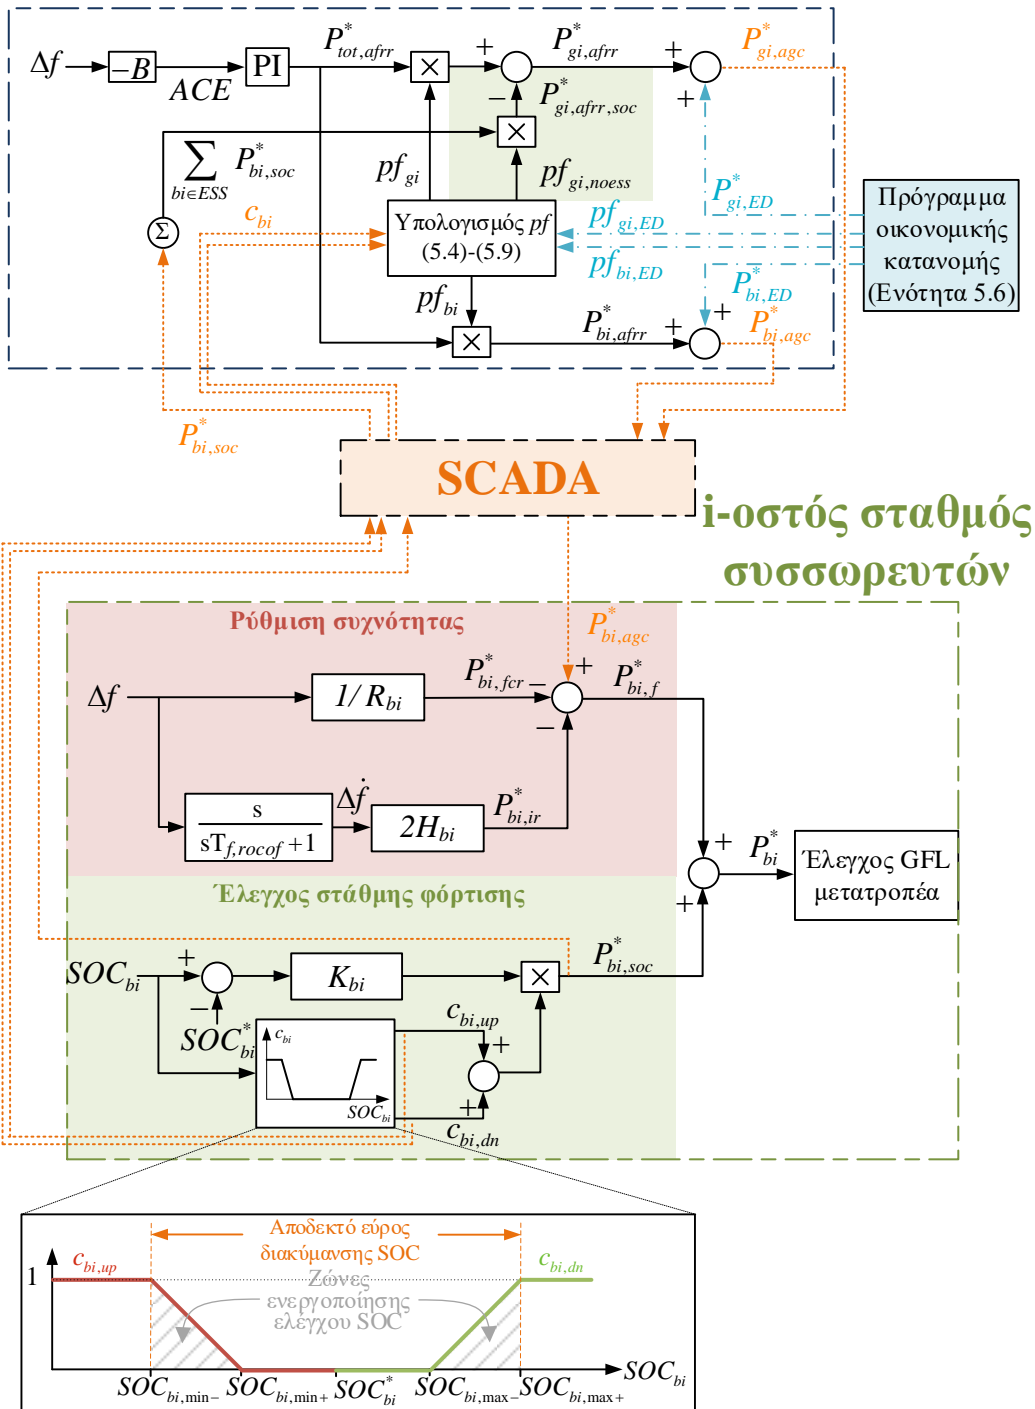 Δf
−B
ACE
PI
P*tot,afrr
×
+
P*gi,afrr
+
P*gi,agc
−
P*gi,afrr,soc
+
×
∑ bi∈ESS P*bi,soc
pfgi
pfgi,noess
P*gi,ED
Πρόγραμμα
οικονομικής
κατανομής
(Ενότητα 5.6)
cbi
Σ
Υπολογισμός pf
(5.4)-(5.9)
pfgi,ED
pfbi,ED
P*bi,ED
pfbi
×
P*bi,afrr
+
+
P*bi,agc
P*bi,soc
SCADA
i-οστός σταθμός
συσσωρευτών
Ρύθμιση συχνότητας
P*bi,agc
Δf
1/Rbi
P*bi,fcr
−
+
−
P*bi,f
s
sTf,rocof+1
Δḟ
2Hbi
P*bi,ir
+
P*bi
+
Έλεγχος GFL
μετατροπέα
Έλεγχος στάθμης φόρτισης
SOCbi
+
−
SOC*bi
Kbi
×
P*bi,soc
cbi
SOCbi
cbi,up
+
+
cbi,dn
Αποδεκτό εύρος
διακύμανσης SOC
1
cbi,up
cbi,dn
Ζώνες
ενεργοποίησης
ελέγχου SOC
SOCbi
SOCbi,min−
SOCbi,min+
SOC*bi
SOCbi,max−
SOCbi,max+